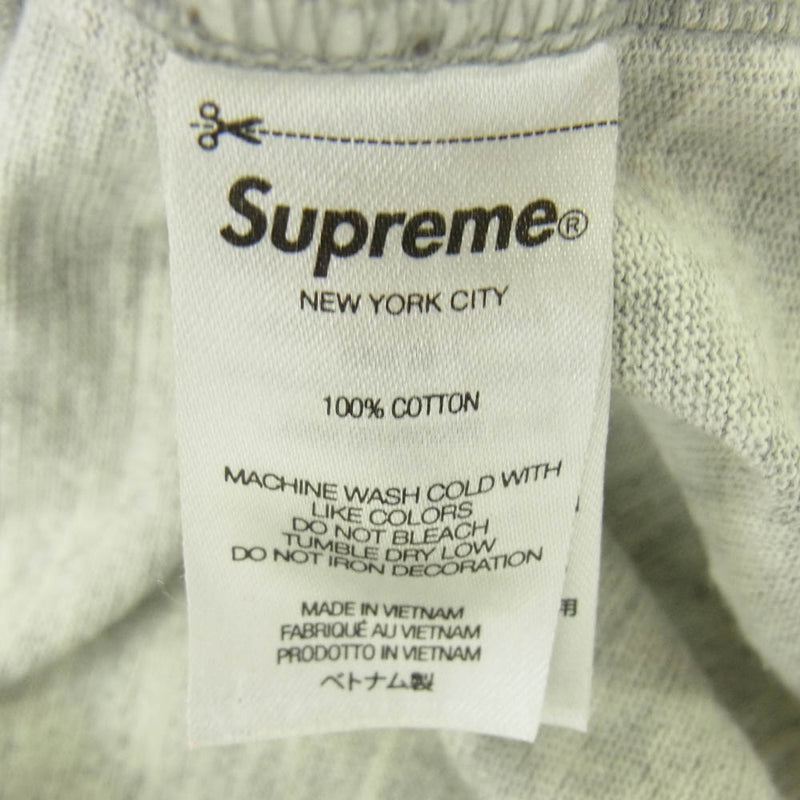 Supreme®
NEW YORK CITY
100% COTTON
MACHINE WASH COLD WITH
LIKE COLORS
DO NOT BLEACH
TUMBLE DRY LOW
DO NOT IRON DECORATION
MADE IN VIETNAM
FABRIQUÉ AU VIETNAM
PRODOTTO IN VIETNAM
ベトナム製
用